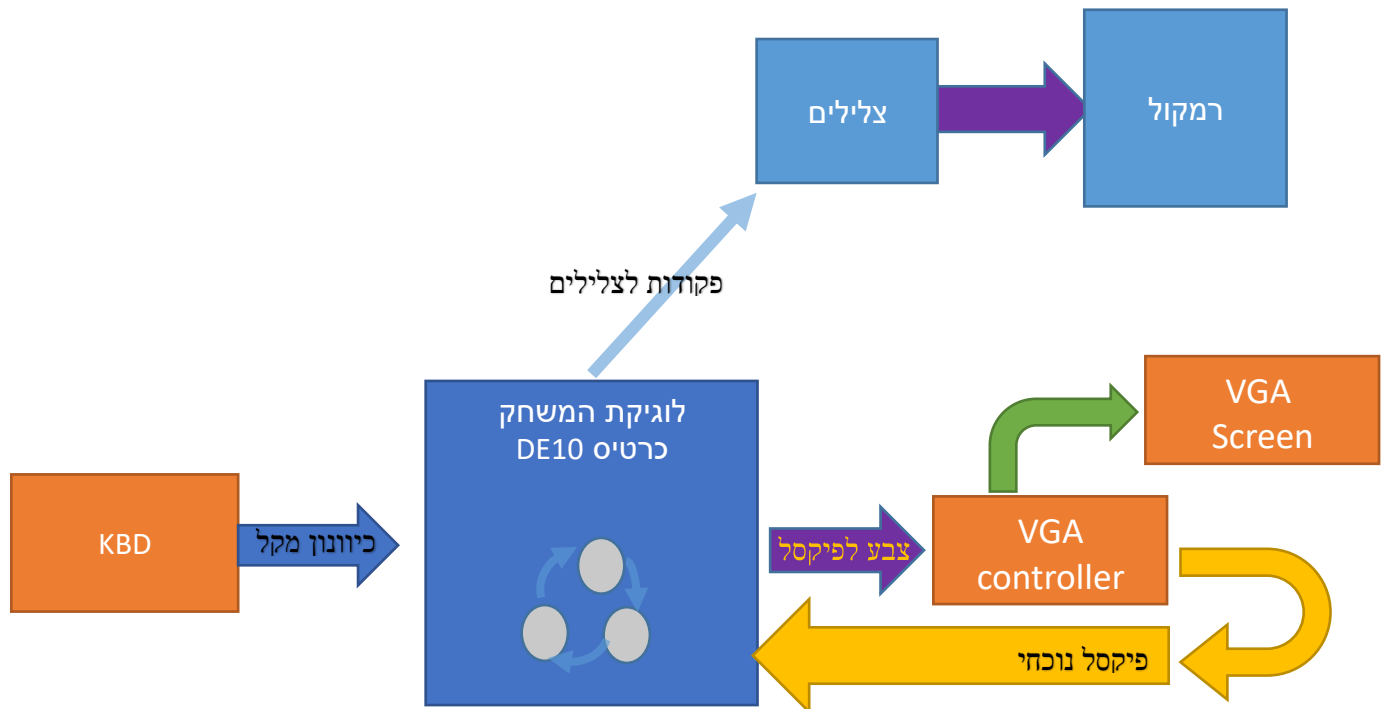 צלילים
רמקול
פקודות לצלילים
לוגיקת המשחק
כרטיס DE10
VGA
Screen
KBD
כיוונון מקל
צבע לפיקסל
VGA
controller
פיקסל נוכחי